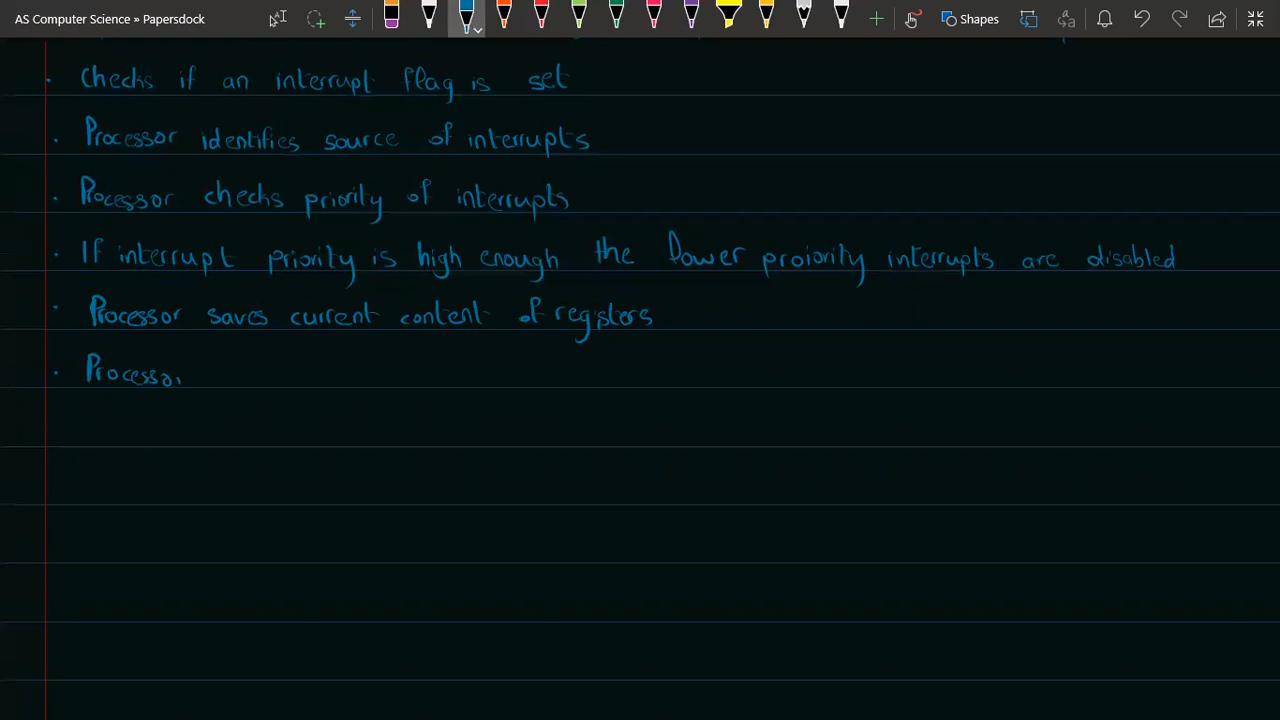 AS Computer Science » Papersdock
Shapes
· Checks if an interrupt flag is set
· Processor identifies source of interrupts
· Processor checks priority of interrupts
· If interrupt priority is high enough the lower proiority interrupts are disabled
· Processor saves current content of registers
· Processor